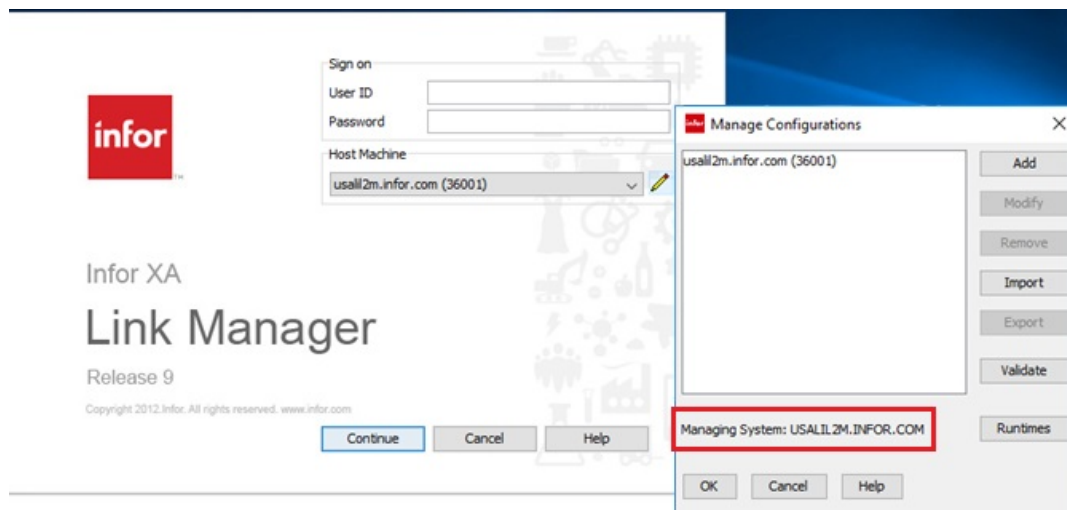 infor
TM
Sign on
User ID
Password
Host Machine
usalil2m.infor.com (36001)
Infor XA
Link Manager
Release 9
Copyright 2012.Infor. All rights reserved. www.infor.com
Continue
Cancel
Help
infor Manage Configurations
usalil2m.infor.com (36001)
Add
Modify
Remove
Import
Export
Validate
Managing System: USALIL2M.INFOR.COM
Runtimes
OK
Cancel
Help